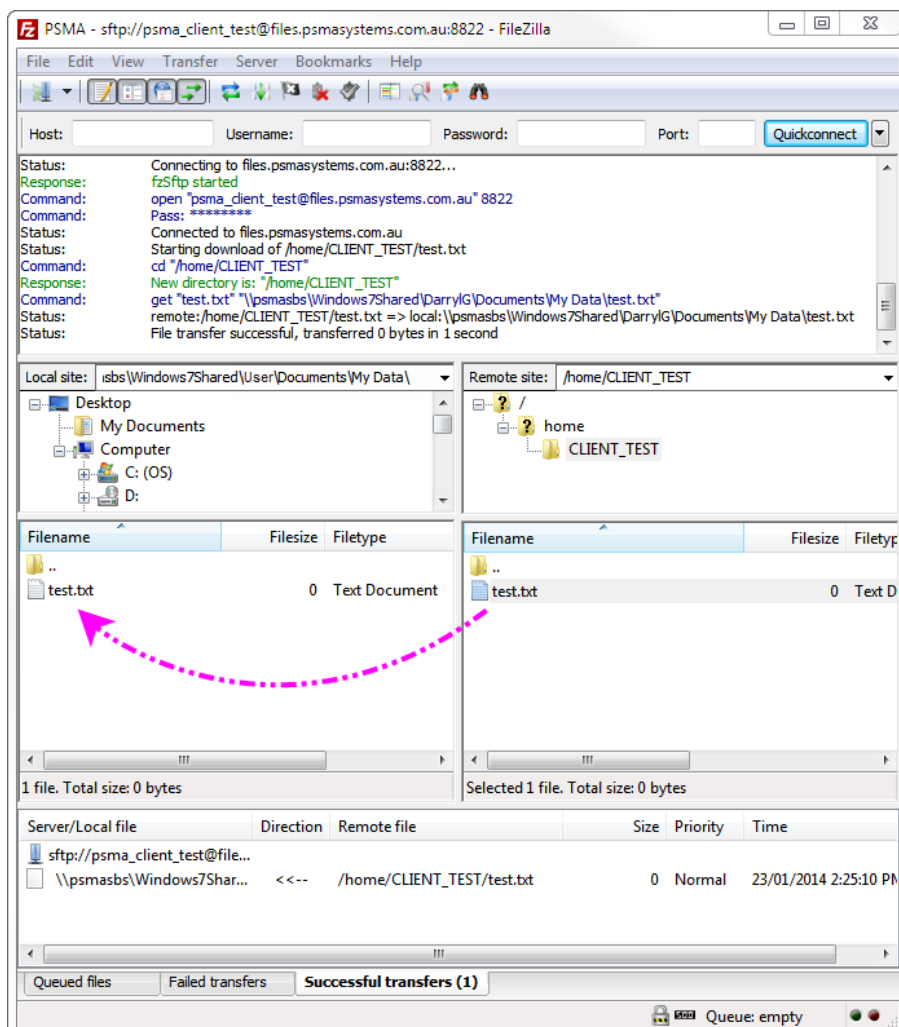 PSMA - sftp://psma_client_test@files.psmasystems.com.au:8822 - FileZilla
File Edit View Transfer Server Bookmarks Help
Host: Username: Password: Port: Quickconnect
Status: Connecting to files.psmasystems.com.au:8822...
Response: fzSftp started
Command: open "psma_client_test@files.psmasystems.com.au" 8822
Command: Pass: ********
Status: Connected to files.psmasystems.com.au
Status: Starting download of /home/CLIENT_TEST/test.txt
Command: cd "/home/CLIENT_TEST"
Response: New directory is: "/home/CLIENT_TEST"
Command: get "test.txt" "\\psmasbs\Windows7Shared\DarrylG\Documents\My Data\test.txt"
Status: remote:/home/CLIENT_TEST/test.txt => local:\\psmasbs\Windows7Shared\DarrylG\Documents\My Data\test.txt
Status: File transfer successful, transferred 0 bytes in 1 second
Local site: ısbs\Windows7Shared\User\Documents\My Data\
Desktop
My Documents
Computer
C: (OS)
D:
Remote site: /home/CLIENT_TEST
/
home
CLIENT_TEST
Filename Filesize Filetype
..
test.txt 0 Text Document
1 file. Total size: 0 bytes
Filename Filesize Filetyp
..
test.txt 0 Text D
Selected 1 file. Total size: 0 bytes
Server/Local file Direction Remote file Size Priority Time
sftp://psma_client_test@file...
\\psmasbs\Windows7Shar... <<-- /home/CLIENT_TEST/test.txt 0 Normal 23/01/2014 2:25:10 PM
Queued files Failed transfers Successful transfers (1)
Queue: empty